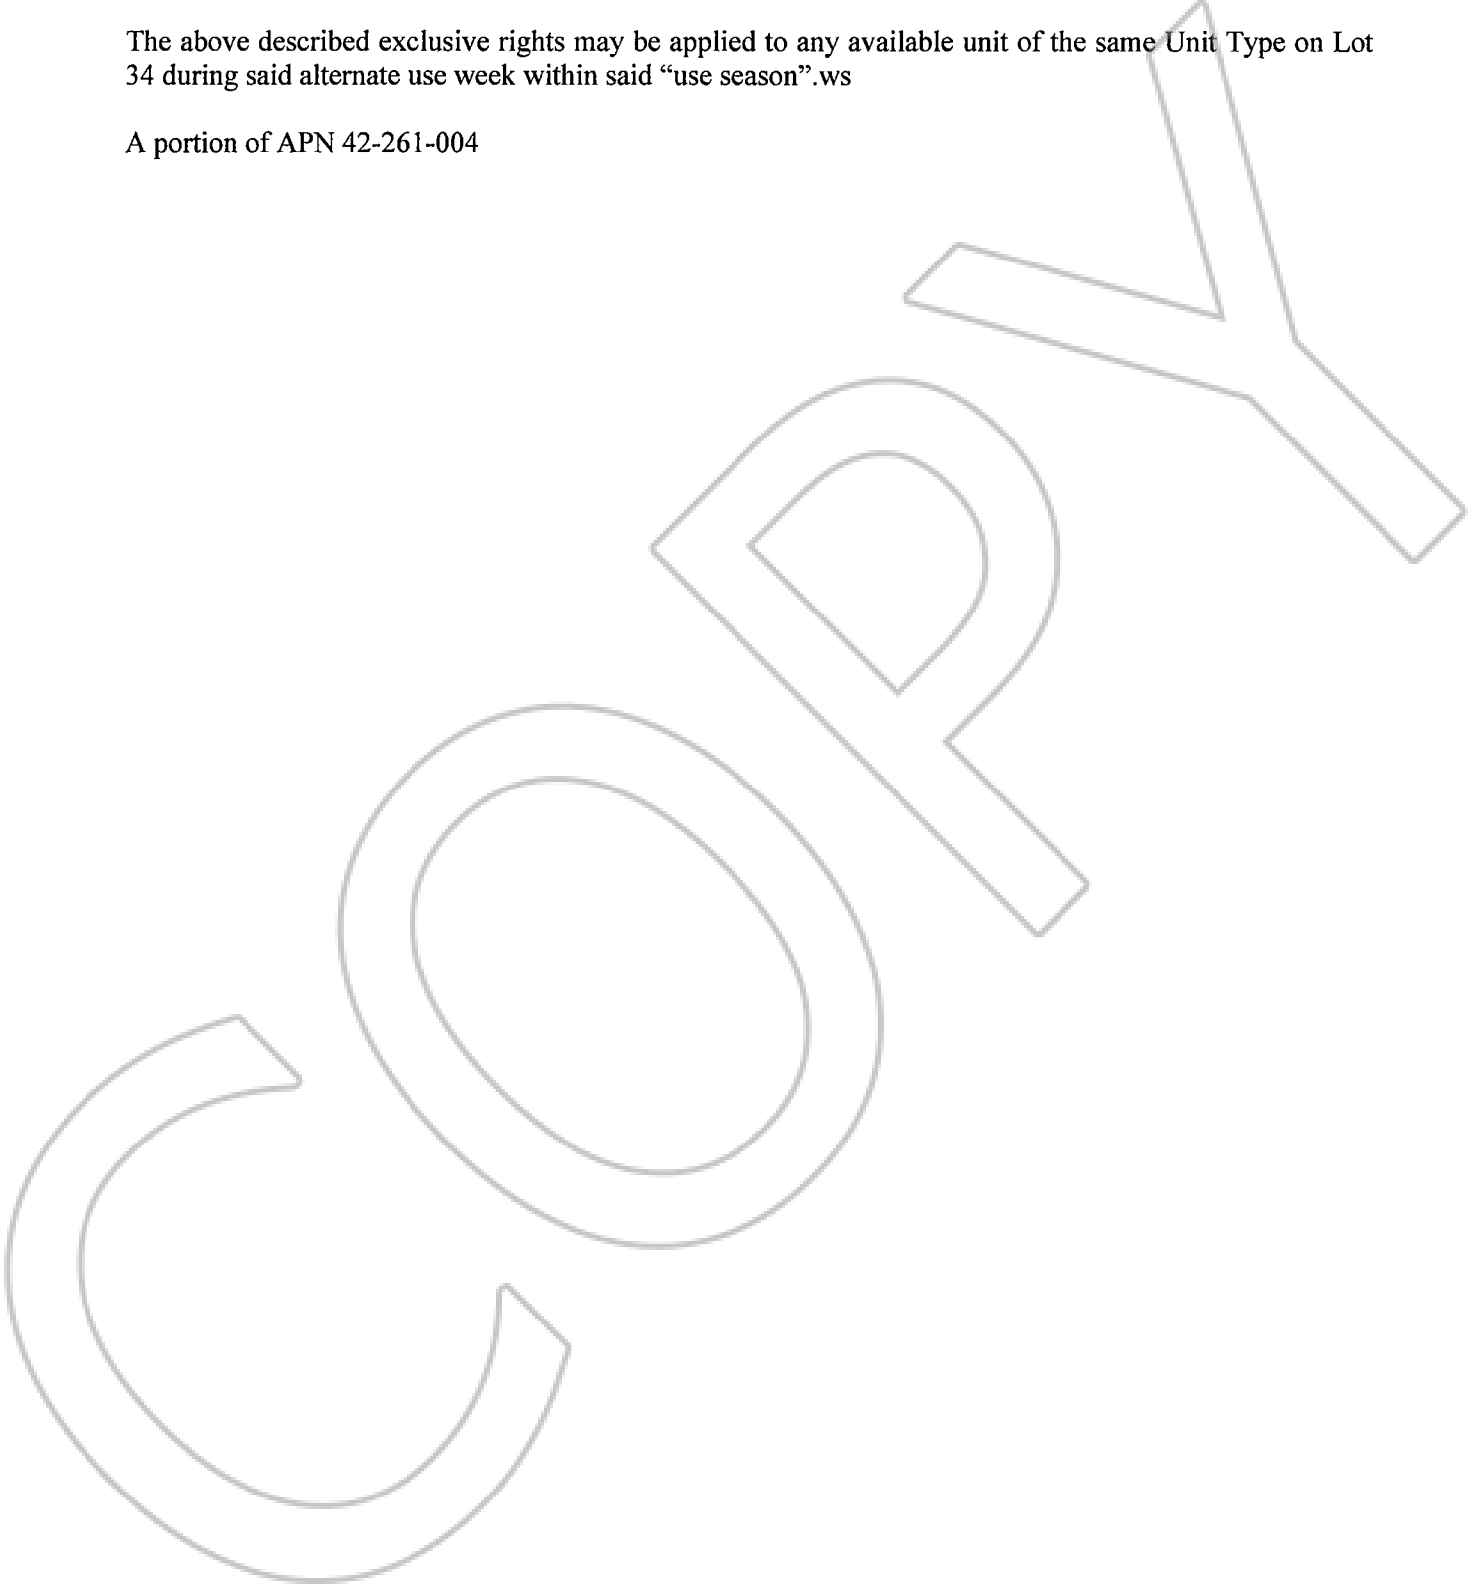 The above described exclusive rights may be applied to any available unit of the same Unit Type on Lot
34 during said alternate use week within said “use season”.ws
A portion of APN 42-261-004
COPY